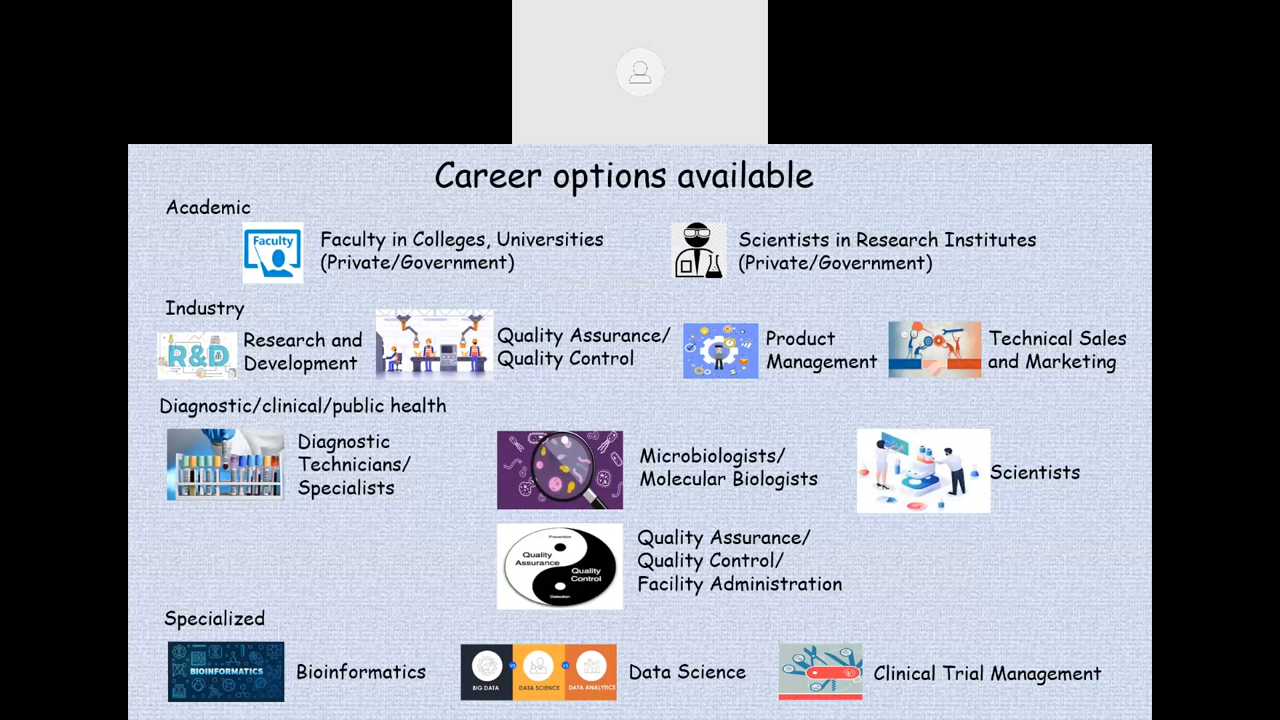 Career options available
Academic
Faculty
Faculty in Colleges, Universities
(Private/Government)
Scientists in Research Institutes
(Private/Government)
Industry
R&D
Research and
Development
Quality Assurance/
Quality Control
Product
Management
Technical Sales
and Marketing
Diagnostic/clinical/public health
Diagnostic
Technicians/
Specialists
Microbiologists/
Molecular Biologists
Scientists
Prevention
Quality
Assurance
Quality
Control
Detection
Quality Assurance/
Quality Control/
Facility Administration
Specialized
BIOINFORMATICS
Bioinformatics
BIG DATA
DATA SCIENCE
DATA ANALYTICS
Data Science
Clinical Trial Management